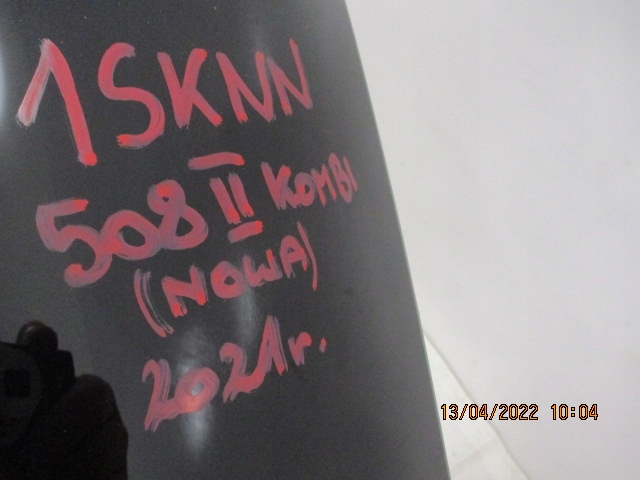 1SKNN
508 II KOMBI
(NOWA)
2021r.
13/04/2022 10:04